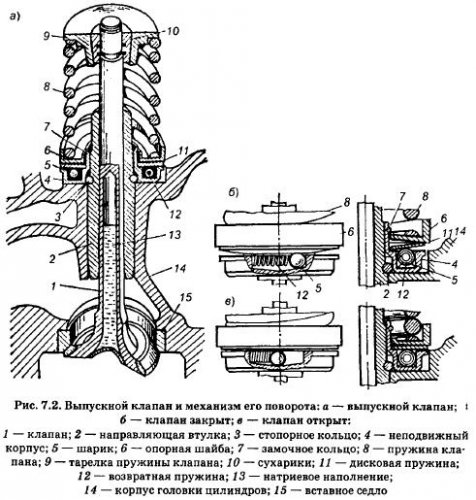 а)
9
10
8
7
6
5
4
11
3
12
2
13
1
14
15
б)
8
6
5
12
7
8
6
11
14
4
5
2
12
в)
Рис. 7.2. Выпускной клапан и механизм его поворота: а — выпускной клапан;
б — клапан закрыт; в — клапан открыт:
1 — клапан; 2 — направляющая втулка; 3 — стопорное кольцо; 4 — неподвижный
корпус; 5 — шарик; 6 — опорная шайба; 7 — замочное кольцо; 8 — пружина кла-
пана; 9 — тарелка пружины клапана; 10 — сухарики; 11 — дисковая пружина;
12 — возвратная пружина; 13 — натриевое наполнение;
14 — корпус головки цилиндров; 15 — вставное седло